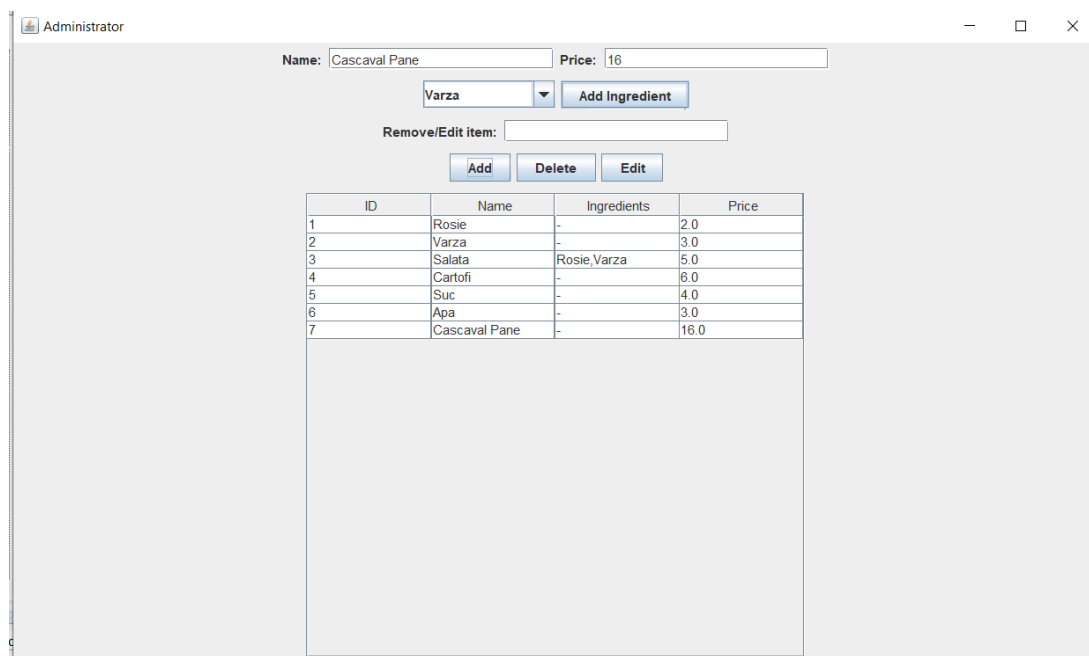 Administrator
Name: Cascaval Pane Price: 16
Varza Add Ingredient
Remove/Edit item:
Add Delete Edit
ID Name Ingredients Price
1 Rosie - 2.0
2 Varza - 3.0
3 Salata Rosie,Varza 5.0
4 Cartofi - 6.0
5 Suc - 4.0
6 Apa - 3.0
7 Cascaval Pane - 16.0